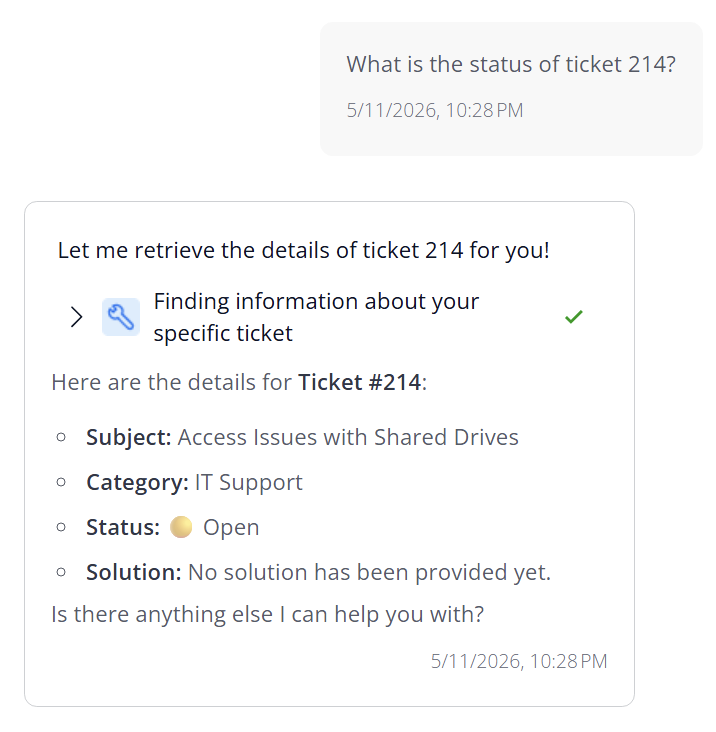 What is the status of ticket 214?
5/11/2026, 10:28 PM
Let me retrieve the details of ticket 214 for you!
Finding information about your
specific ticket
Here are the details for Ticket #214:
Subject: Access Issues with Shared Drives
Category: IT Support
Status: 🟡 Open
Solution: No solution has been provided yet.
Is there anything else I can help you with?
5/11/2026, 10:28 PM